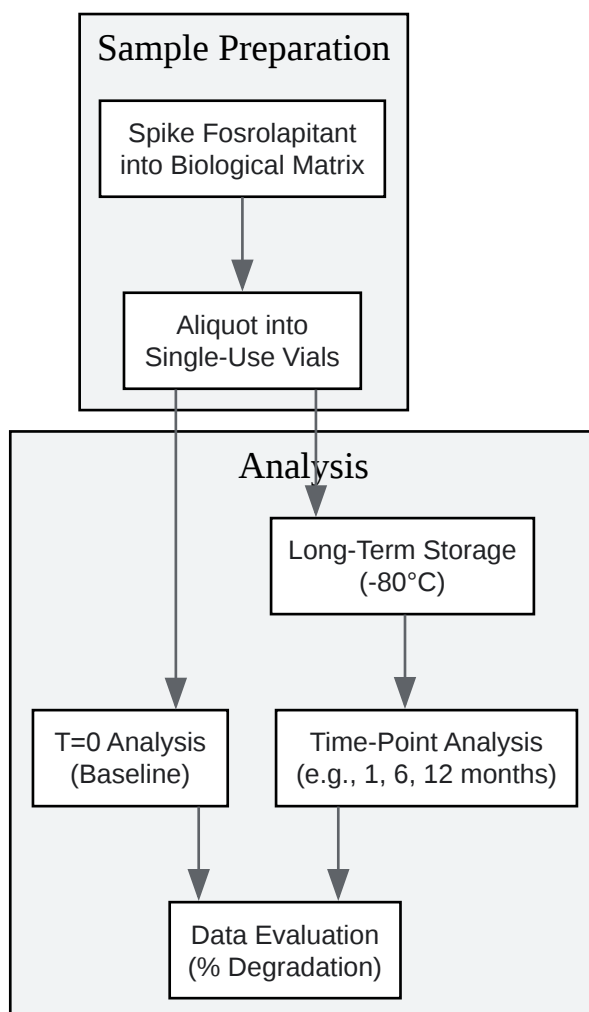 Sample Preparation
Spike Fosrolapitant
into Biological Matrix
Aliquot into
Single-Use Vials
Analysis
Long-Term Storage
(-80°C)
T=0 Analysis
(Baseline)
Time-Point Analysis
(e.g., 1, 6, 12 months)
Data Evaluation
(% Degradation)